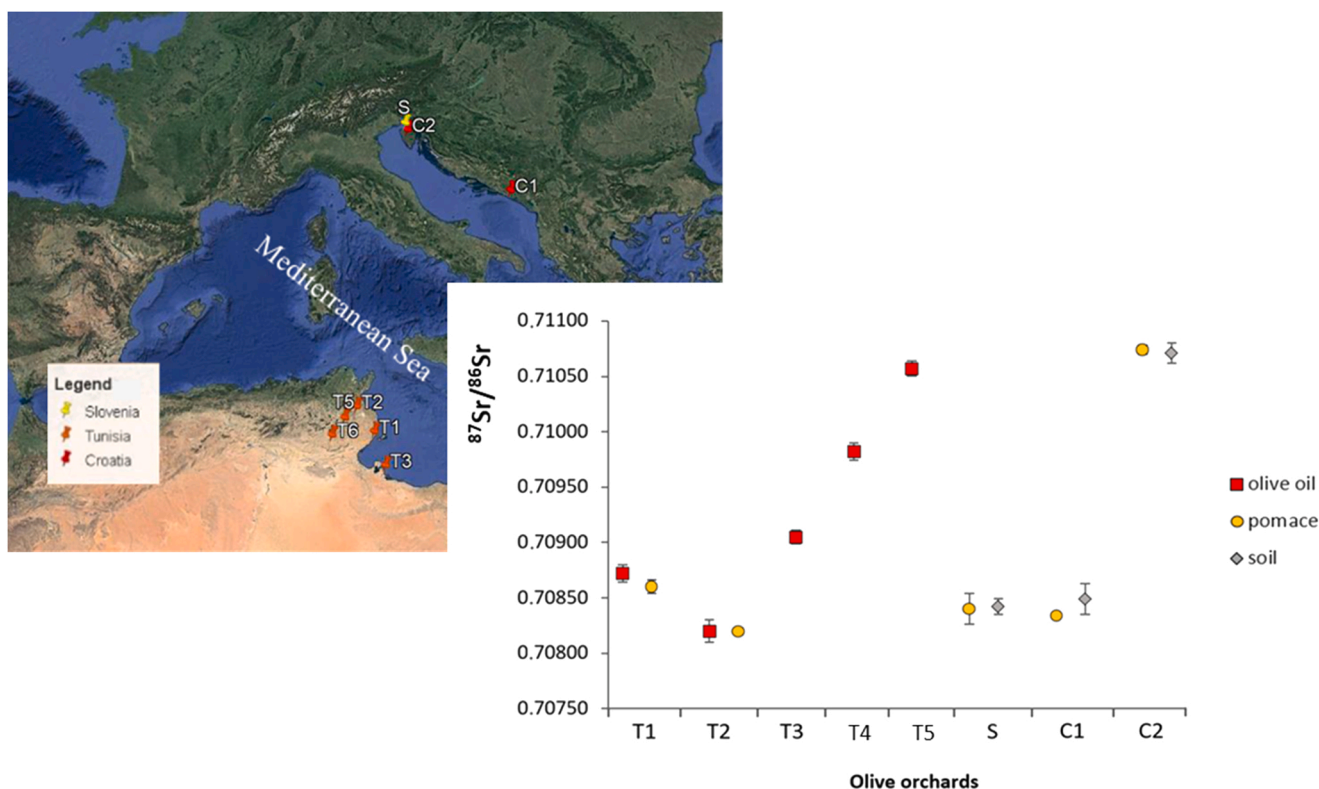 S
C2
C1
Mediterranean Sea
Legend
Slovenia
Tunisia
Croatia
T5
T2
T6
T1
T3
87Sr/86Sr
0.71100
0.71050
0.71000
0.70950
0.70900
0.70850
0.70800
0.70750
T1 T2 T3 T4 T5 S C1 C2
Olive orchards
olive oil
pomace
soil